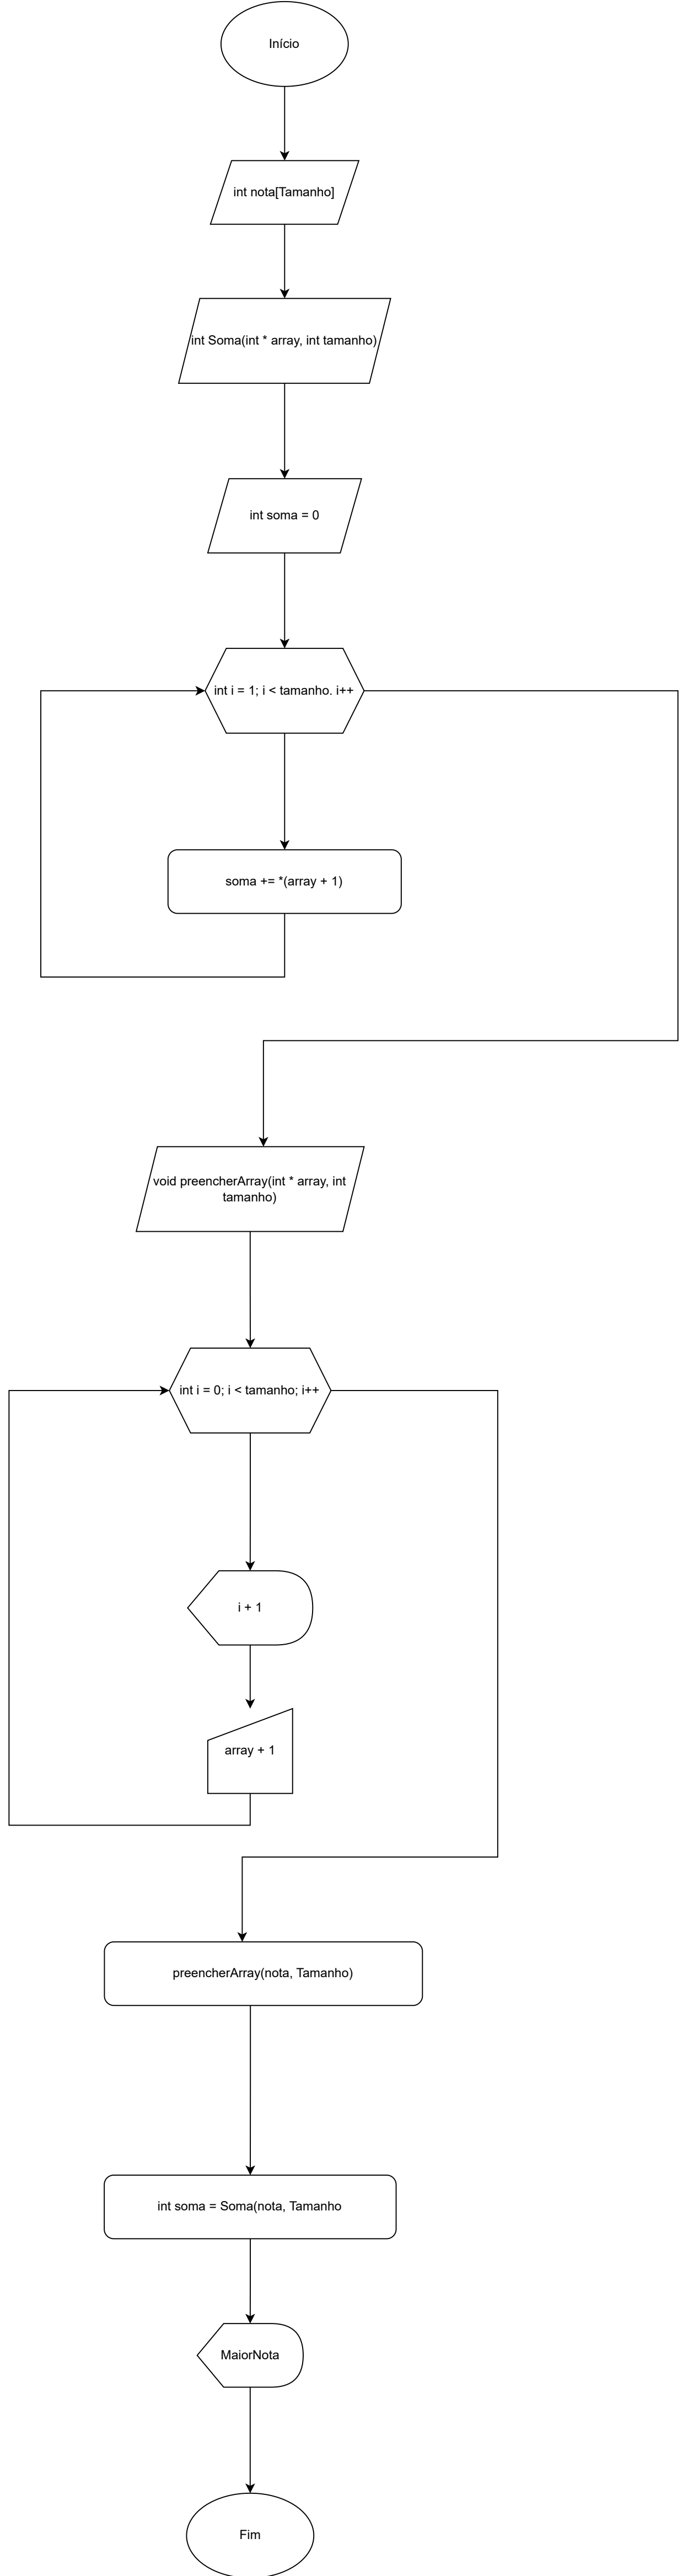 Início
int nota[Tamanho]
int Soma(int * array, int tamanho)
int soma = 0
int i = 1; i < tamanho. i++
soma += *(array + 1)
void preencherArray(int * array, int
tamanho)
int i = 0; i < tamanho; i++
i + 1
array + 1
preencherArray(nota, Tamanho)
int soma = Soma(nota, Tamanho
MaiorNota
Fim